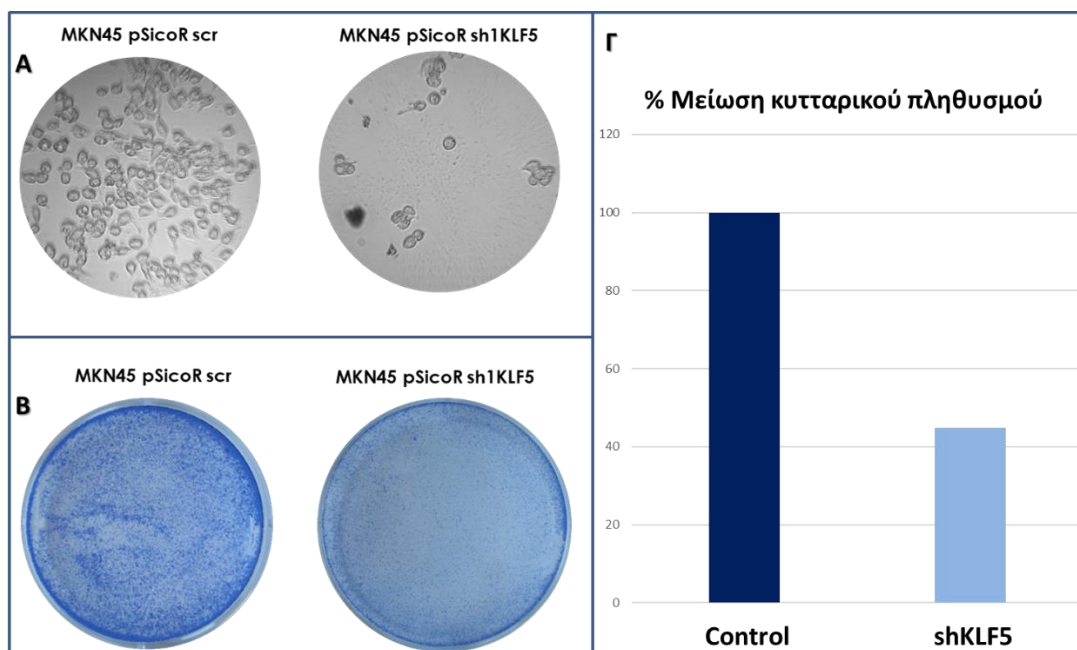 MKN45 pSicoR scr
MKN45 pSicoR sh1KLF5
A
B
MKN45 pSicoR scr
MKN45 pSicoR sh1KLF5
Γ
% Μείωση κυτταρικού πληθυσμού
120
100
80
60
40
20
0
Control
shKLF5